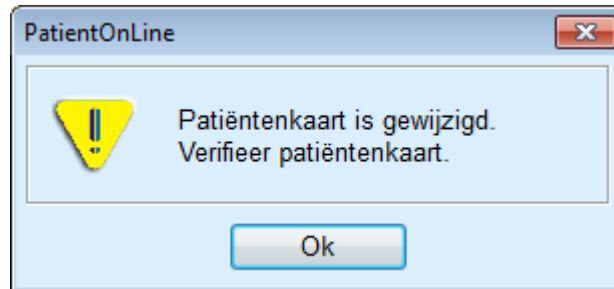 PatientOnLine
Patiëntenkaart is gewijzigd.
Verifieer patiëntenkaart.
Ok